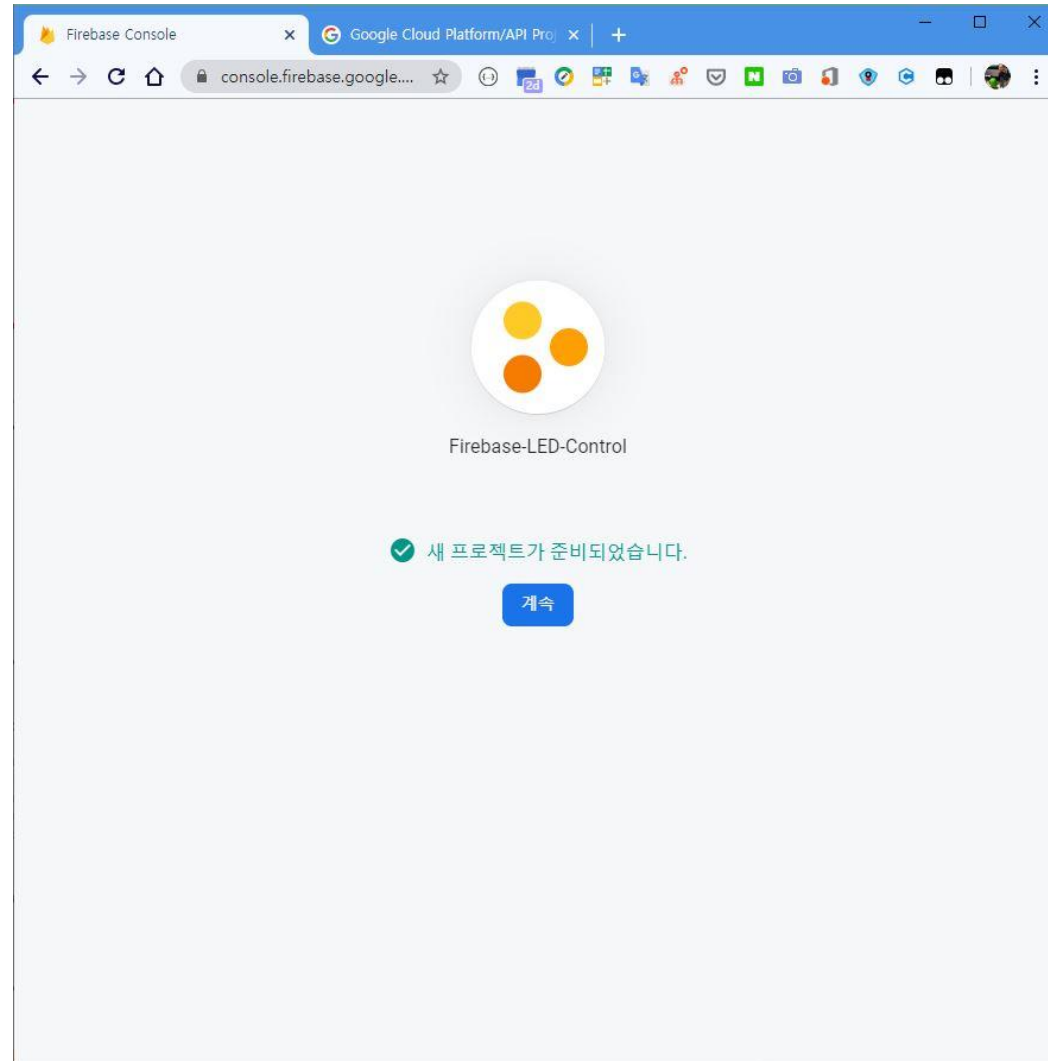 Firebase Console
Google Cloud Platform/API Proj
console.firebase.google....
2d
Firebase-LED-Control
새 프로젝트가 준비되었습니다.
계속